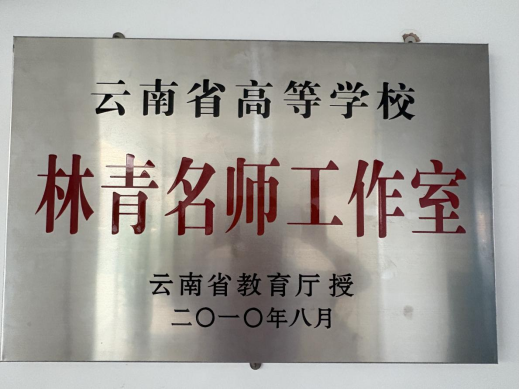 云南省高等学校
林青名师工作室
云南省教育厅 授
二〇一〇年八月